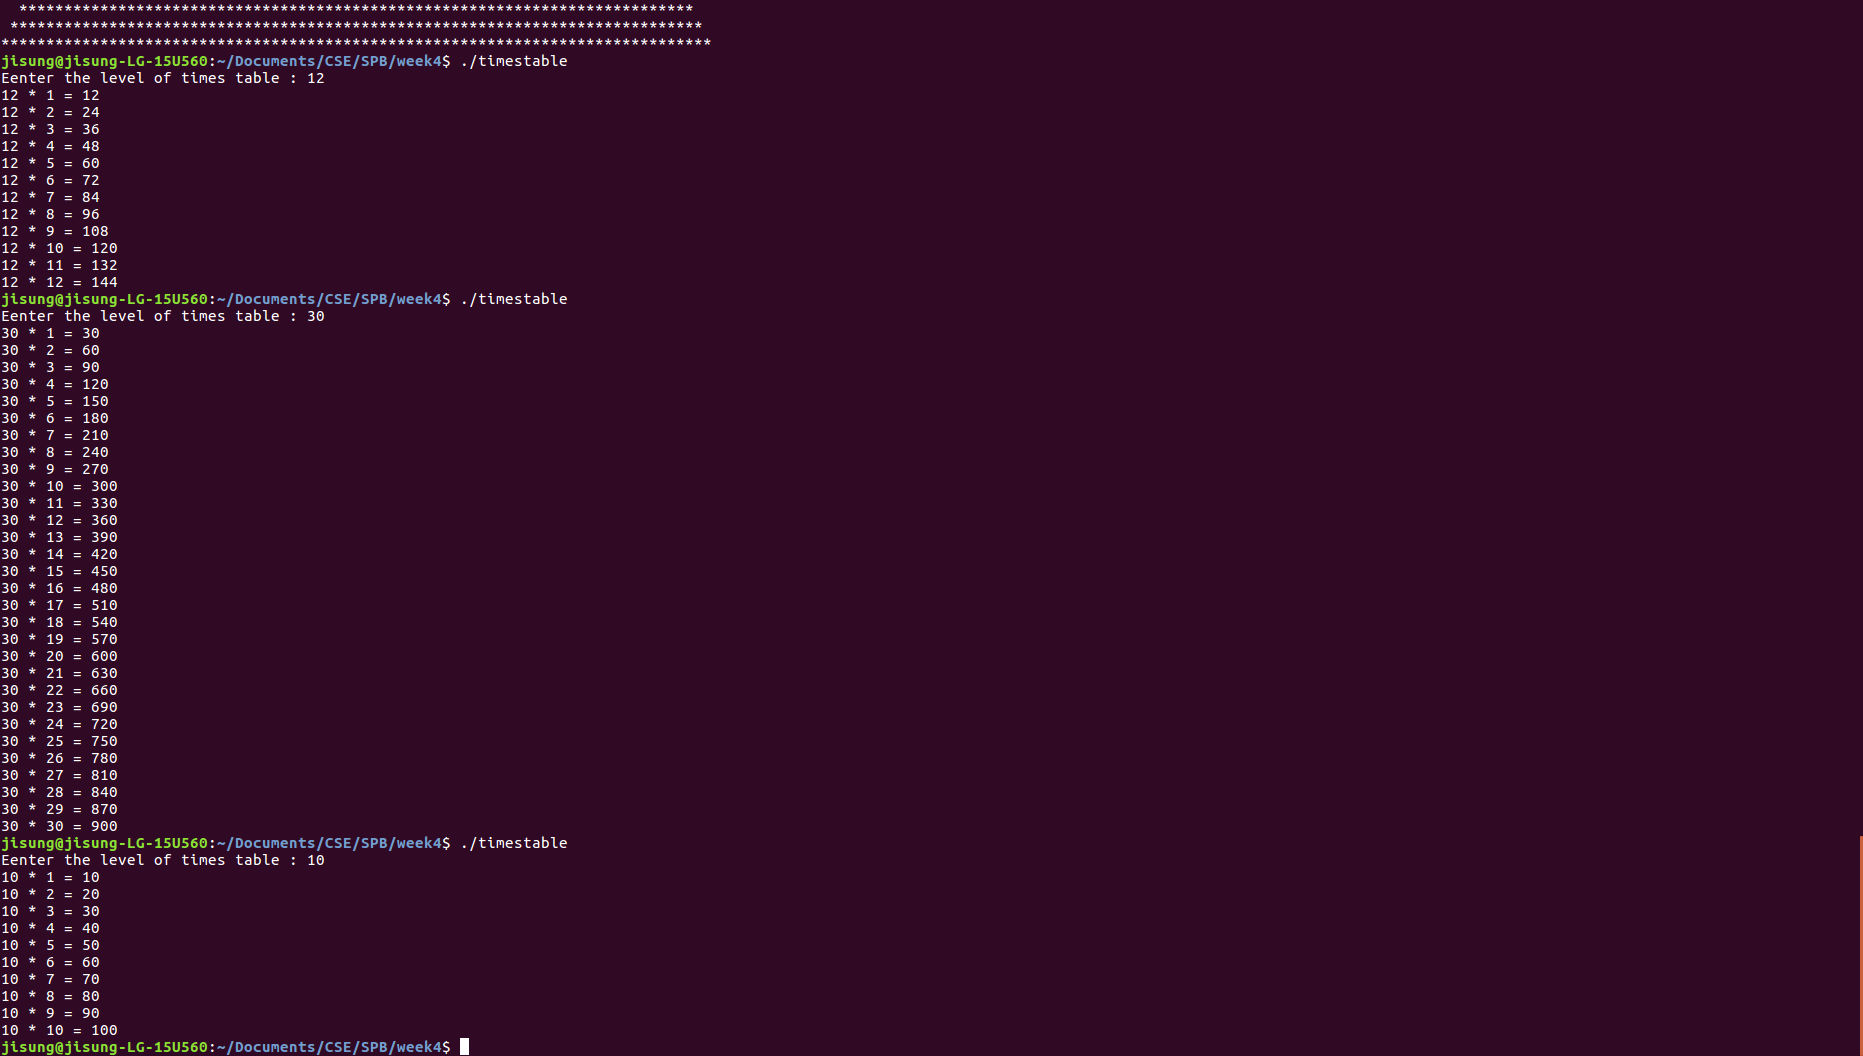 ***************************************************************************
 *****************************************************************************
*******************************************************************************
jisung@jisung-LG-15U560:~/Documents/CSE/SPB/week4$ ./timestable
Eenter the level of times table : 12
12 * 1 = 12
12 * 2 = 24
12 * 3 = 36
12 * 4 = 48
12 * 5 = 60
12 * 6 = 72
12 * 7 = 84
12 * 8 = 96
12 * 9 = 108
12 * 10 = 120
12 * 11 = 132
12 * 12 = 144
jisung@jisung-LG-15U560:~/Documents/CSE/SPB/week4$ ./timestable
Eenter the level of times table : 30
30 * 1 = 30
30 * 2 = 60
30 * 3 = 90
30 * 4 = 120
30 * 5 = 150
30 * 6 = 180
30 * 7 = 210
30 * 8 = 240
30 * 9 = 270
30 * 10 = 300
30 * 11 = 330
30 * 12 = 360
30 * 13 = 390
30 * 14 = 420
30 * 15 = 450
30 * 16 = 480
30 * 17 = 510
30 * 18 = 540
30 * 19 = 570
30 * 20 = 600
30 * 21 = 630
30 * 22 = 660
30 * 23 = 690
30 * 24 = 720
30 * 25 = 750
30 * 26 = 780
30 * 27 = 810
30 * 28 = 840
30 * 29 = 870
30 * 30 = 900
jisung@jisung-LG-15U560:~/Documents/CSE/SPB/week4$ ./timestable
Eenter the level of times table : 10
10 * 1 = 10
10 * 2 = 20
10 * 3 = 30
10 * 4 = 40
10 * 5 = 50
10 * 6 = 60
10 * 7 = 70
10 * 8 = 80
10 * 9 = 90
10 * 10 = 100
jisung@jisung-LG-15U560:~/Documents/CSE/SPB/week4$